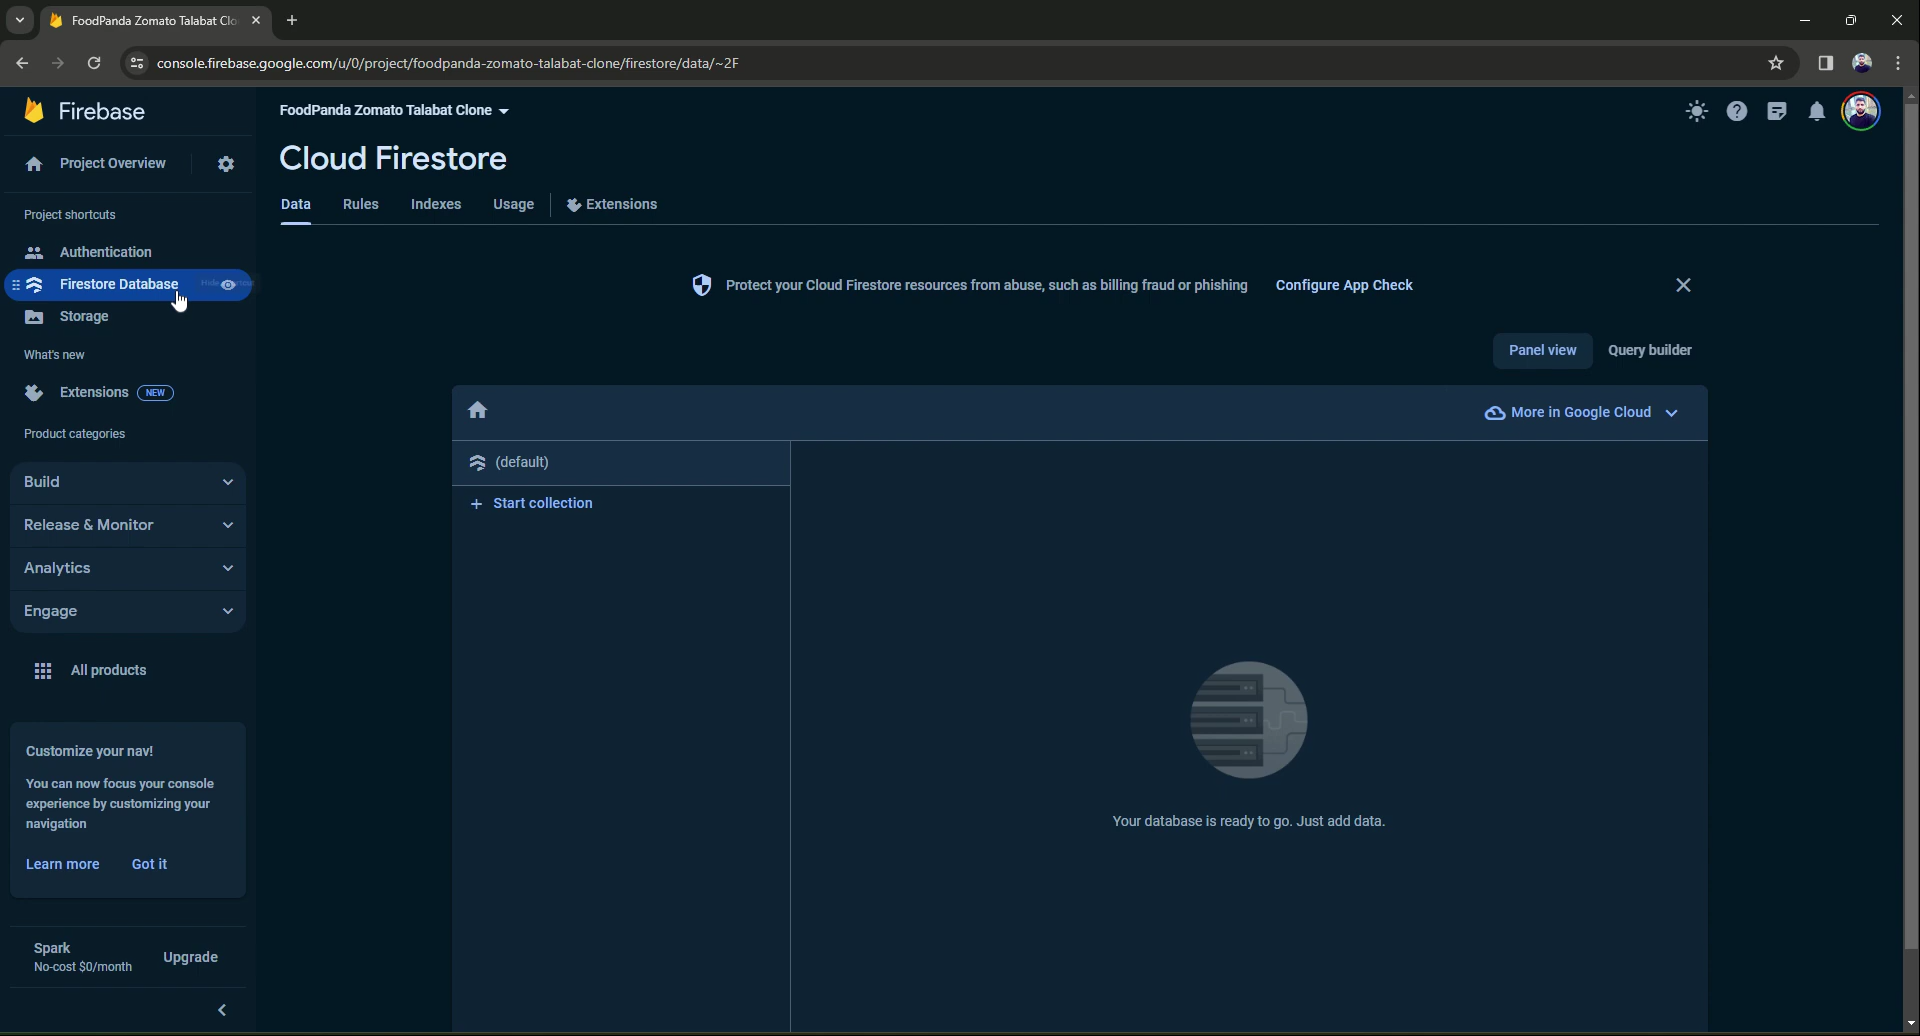 FoodPanda Zomato Talabat Clo
console.firebase.google.com/u/0/project/foodpanda-zomato-talabat-clone/firestore/data/~2F
Firebase
FoodPanda Zomato Talabat Clone
Project Overview
Cloud Firestore
Data
Rules
Indexes
Usage
Extensions
Project shortcuts
Authentication
Firestore Database
Storage
What's new
Extensions NEW
Product categories
Build
Release & Monitor
Analytics
Engage
All products
Customize your nav!
You can now focus your console
experience by customizing your
navigation
Learn more
Got it
Spark
No-cost $0/month
Upgrade
Protect your Cloud Firestore resources from abuse, such as billing fraud or phishing
Configure App Check
Panel view
Query builder
More in Google Cloud
(default)
+ Start collection
Your database is ready to go. Just add data.